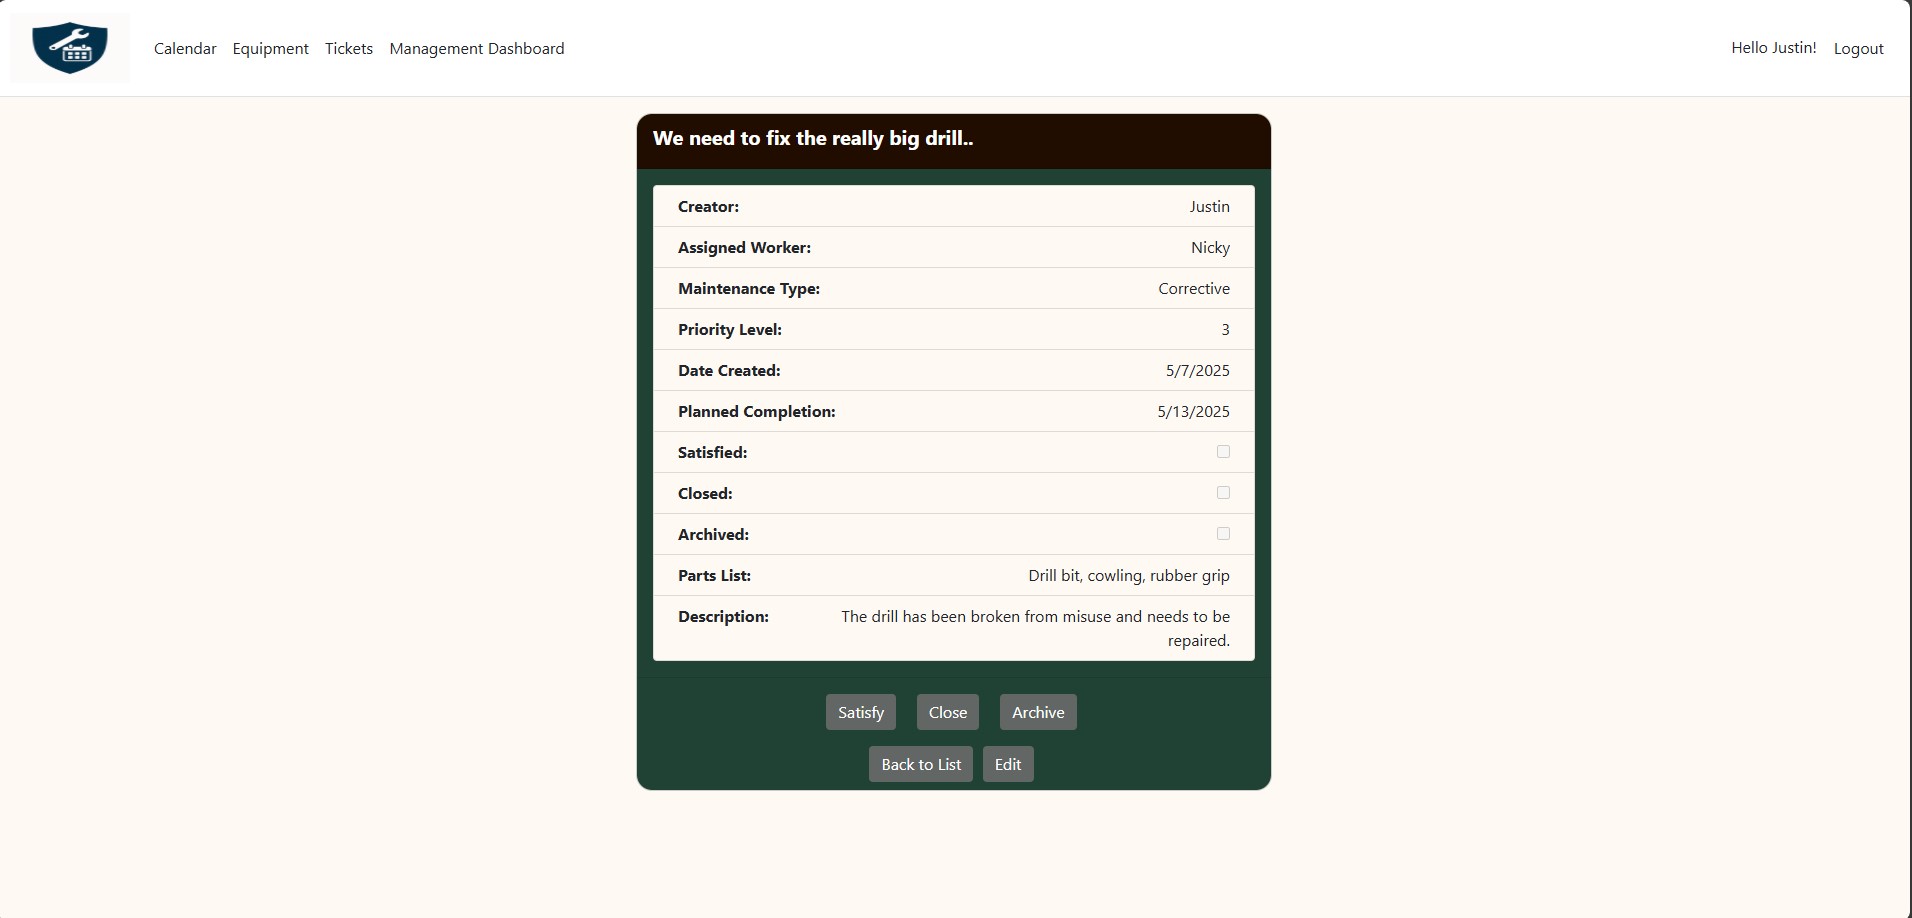 Calendar Equipment Tickets Management Dashboard Hello Justin! Logout
We need to fix the really big drill..
Creator: Justin
Assigned Worker: Nicky
Maintenance Type: Corrective
Priority Level: 3
Date Created: 5/7/2025
Planned Completion: 5/13/2025
Satisfied:
Closed:
Archived:
Parts List: Drill bit, cowling, rubber grip
Description: The drill has been broken from misuse and needs to be
repaired.
Satisfy Close Archive
Back to List Edit